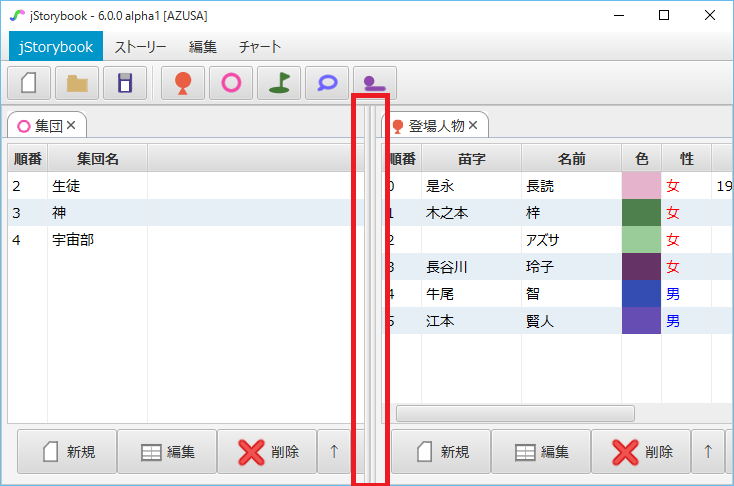 jStorybook - 6.0.0 alpha1 [AZUSA]
jStorybook ストーリー 編集 チャート
集団
順番 集団名
2 生徒
3 神
4 宇宙部
新規 編集 削除 ↑
登場人物
順番 苗字 名前 色 性
0 是永 長読 女 19
1 木之本 梓 女
2 アズサ 女
3 長谷川 玲子 女
4 牛尾 智 男
5 江本 賢人 男
新規 編集 削除 ↑